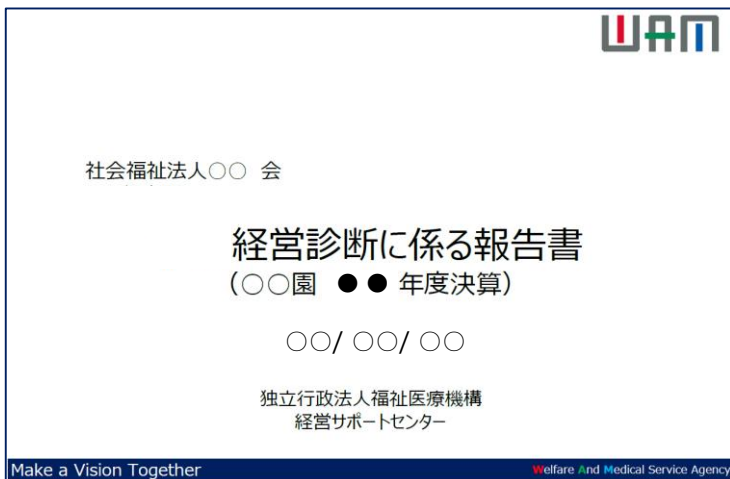 WAM
社会福祉法人○○ 会
経営診断に係る報告書
(○○園 ●● 年度決算)
○○/ ○○/ ○○
独立行政法人福祉医療機構
経営サポートセンター
Make a Vision Together
Welfare And Medical Service Agency